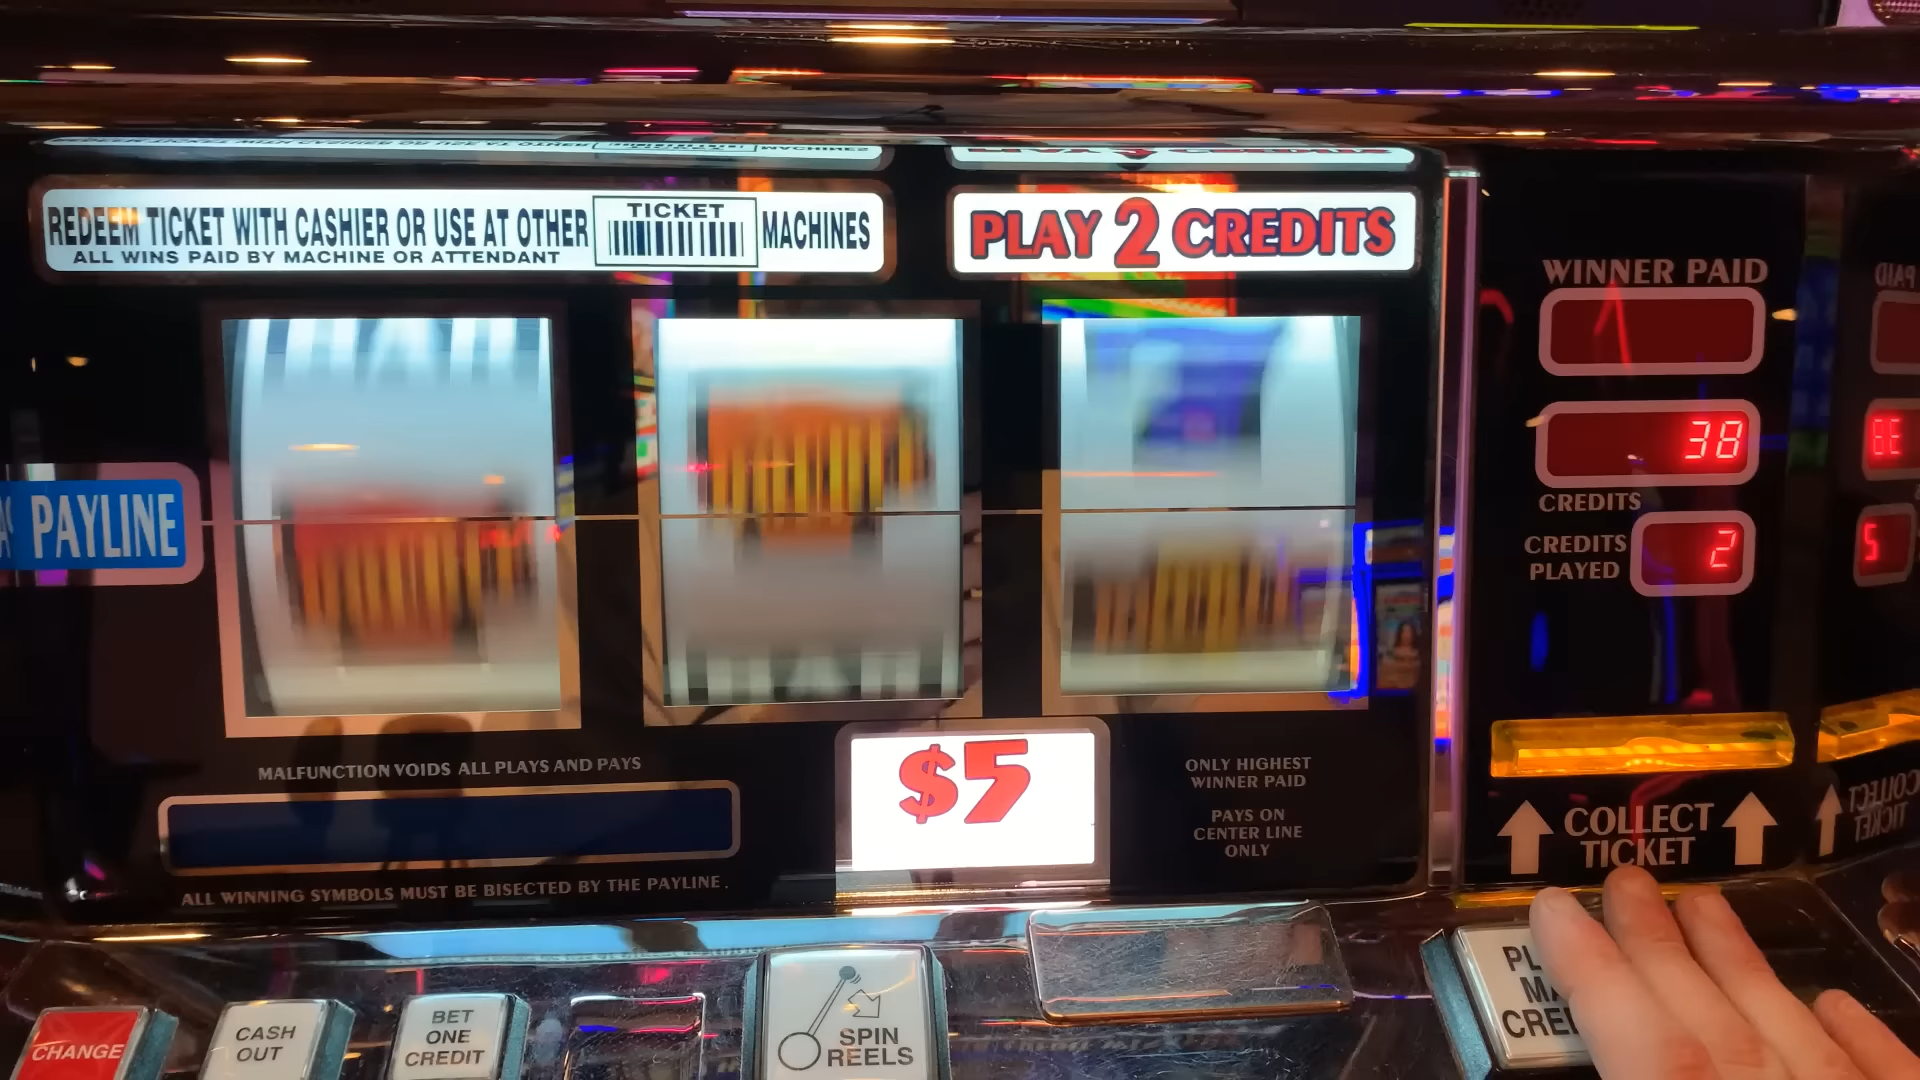 REDEEM TICKET WITH CASHIER OR USE AT OTHER TICKET MACHINES
ALL WINS PAID BY MACHINE OR ATTENDANT
PLAY 2 CREDITS
WINNER PAID
38
CREDITS
CREDITS PLAYED
2
PAYLINE
MALFUNCTION VOIDS ALL PLAYS AND PAYS
ALL WINNING SYMBOLS MUST BE BISECTED BY THE PAYLINE.
$5
ONLY HIGHEST
WINNER PAID
PAYS ON
CENTER LINE
ONLY
COLLECT
TICKET
CHANGE
CASH
OUT
BET
ONE
CREDIT
SPIN
REELS